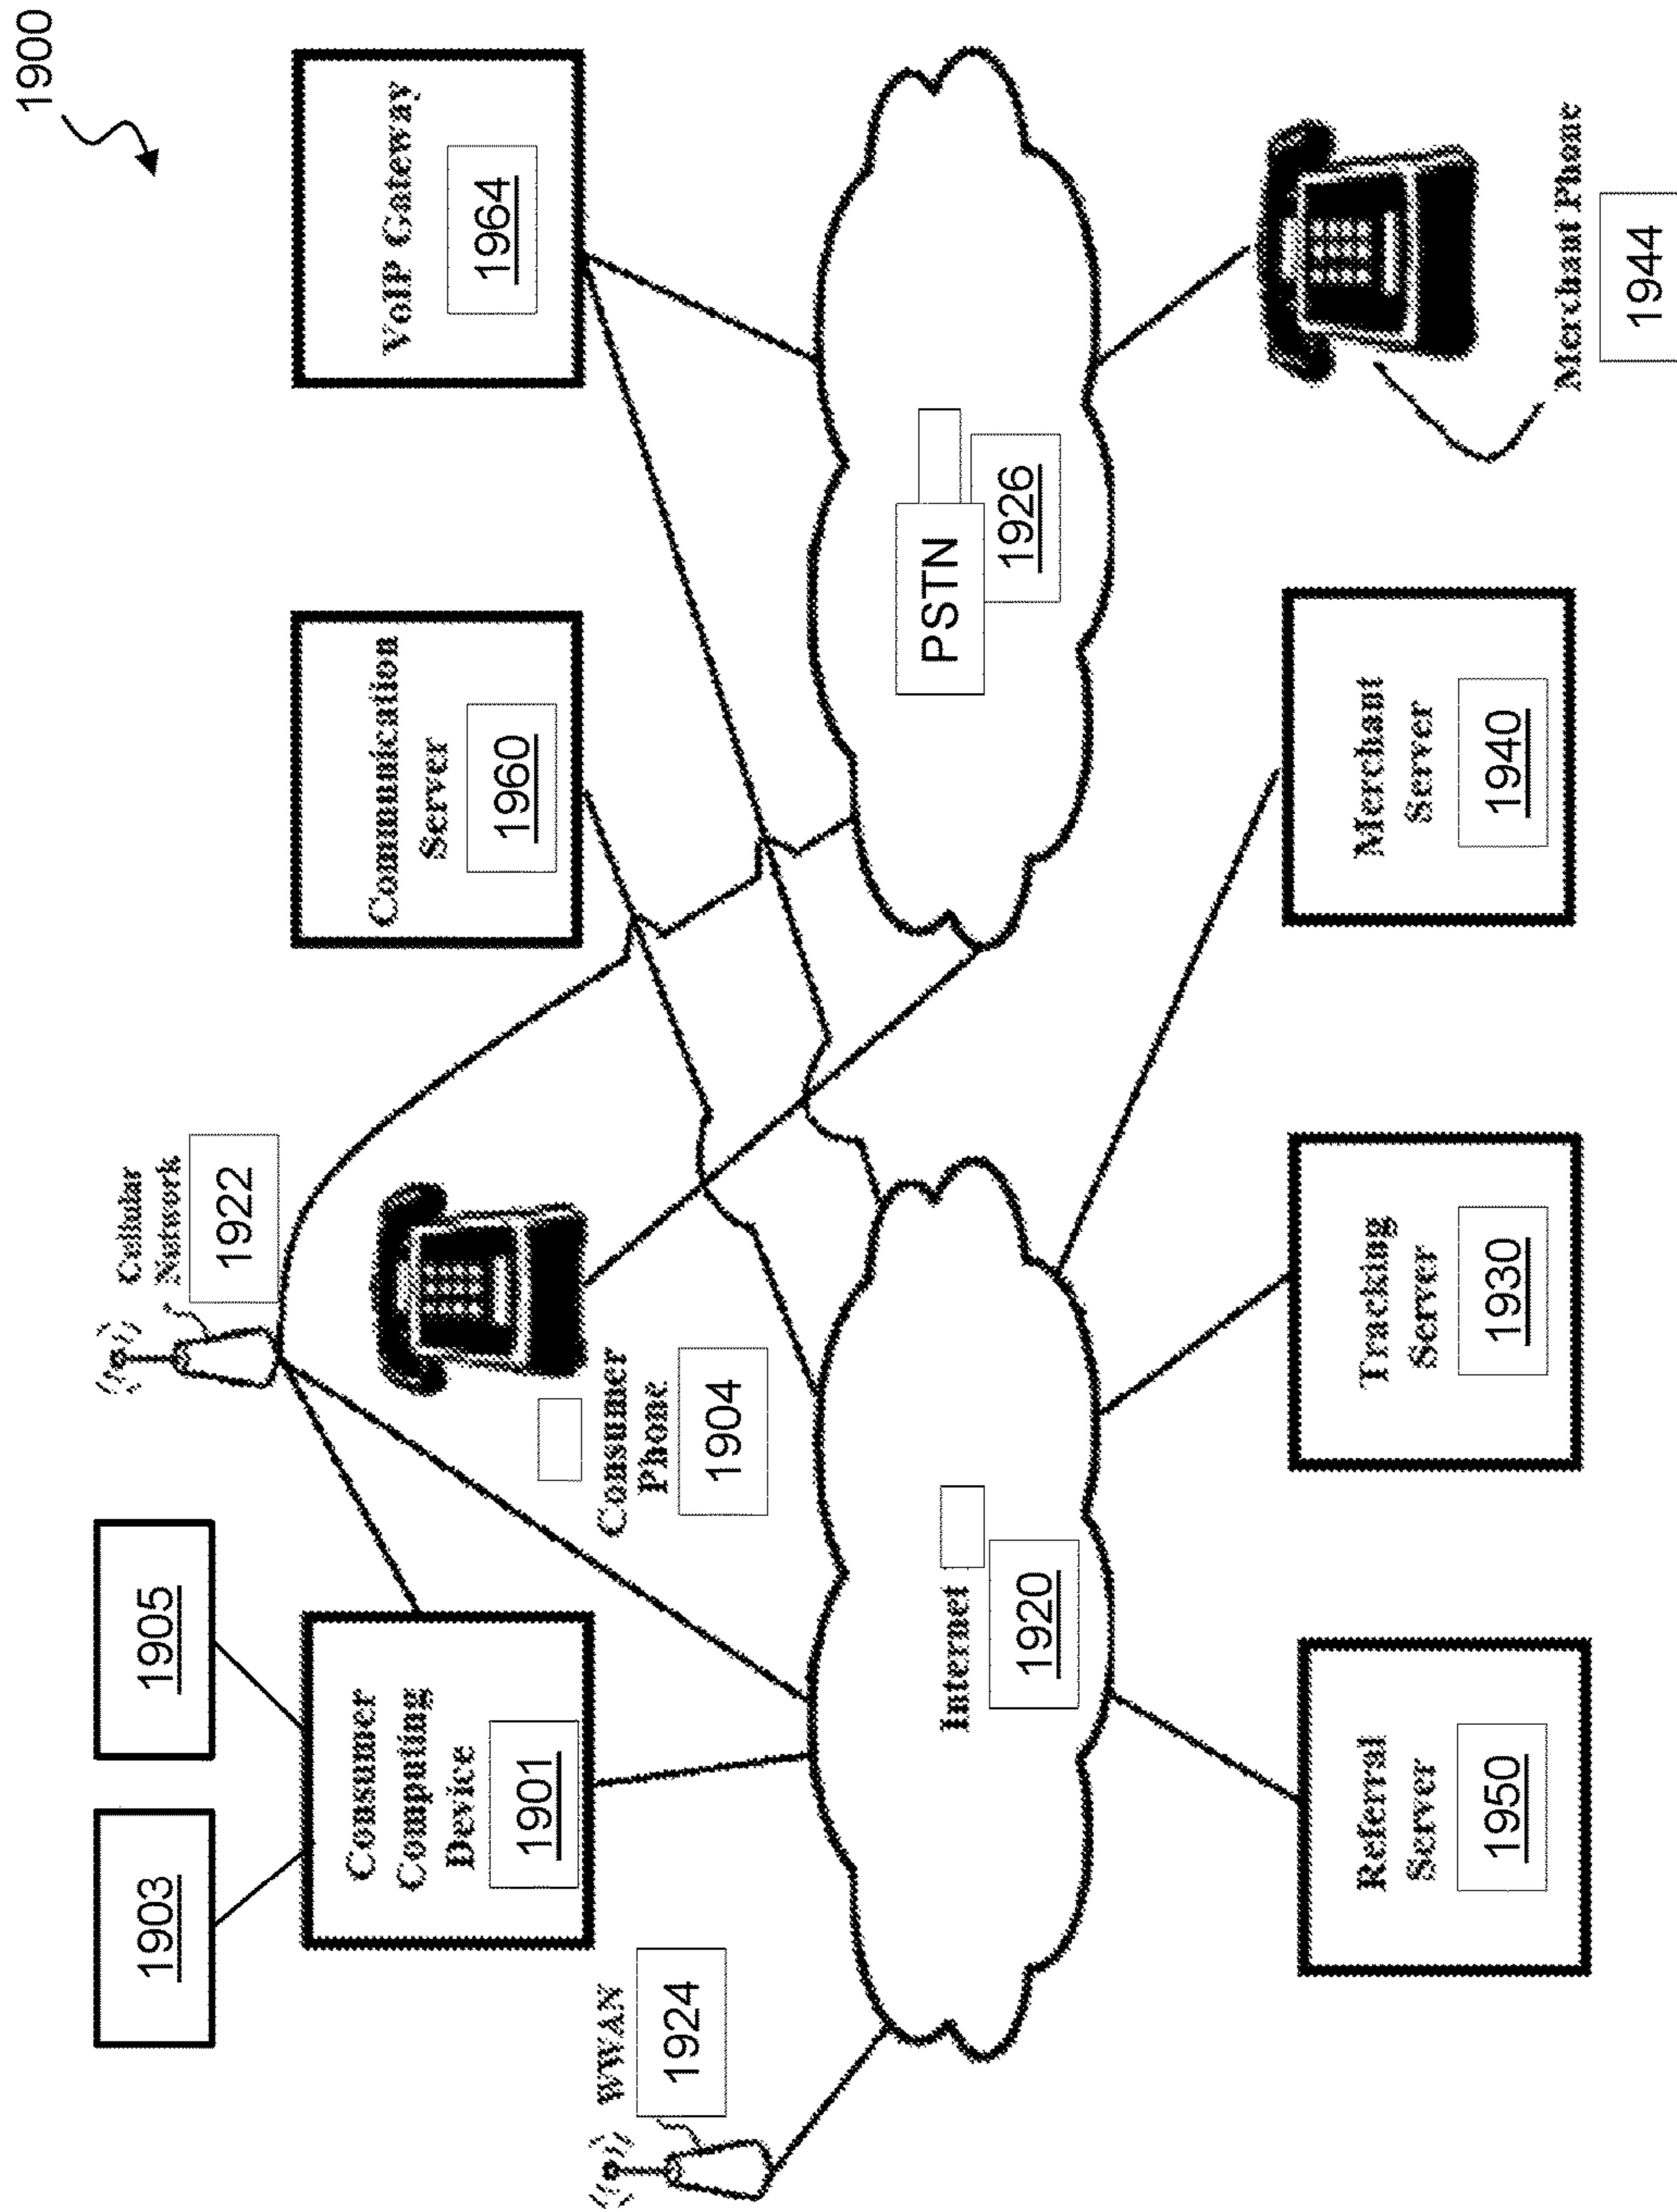 1900
1903
1905
Cellular
Network
1922
WWAN
1924
Consumer
Computing
Device
1901
Consumer
Phone
1904
Communication
Server
1960
VoIP Gateway
1964
Internet
1920
PSTN
1926
Referral
Server
1950
Tracking
Server
1930
Merchant
Server
1940
Merchant Phone
1944